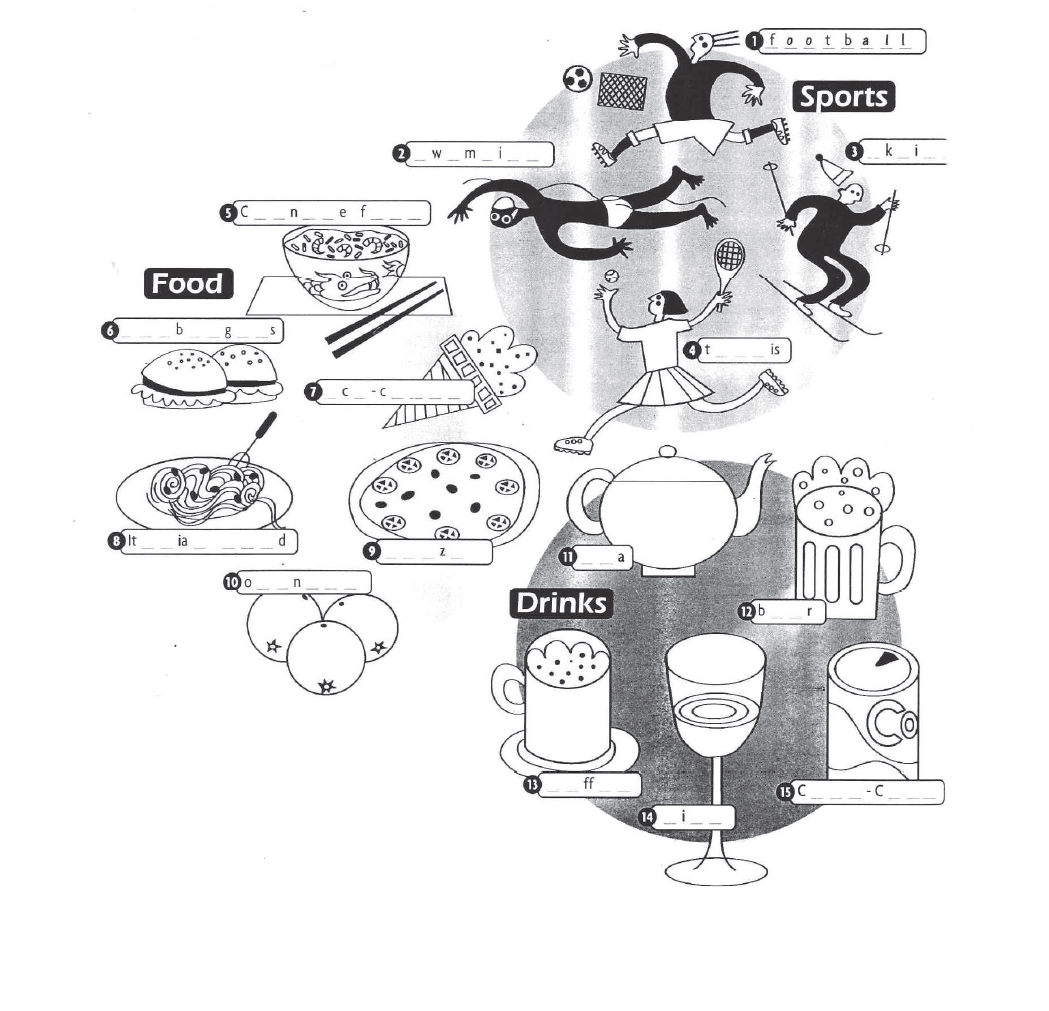 1 f o o t b a l l
Sports
2 _ w _ m _ i _ _
3 _ k i
5 C _ _ n _ _ e f _ _ _
Food
6 _ _ _ b _ _ g _ _ s
4 t _ _ _ is
7 _ c _ -c _ _ _ _
8 It _ _ ia _ _ _ _ d
9 _ _ _ z _
11 _ _ a
10 o _ _ n _ _ _
Drinks
12 b _ _ r
13 _ _ ff _ _
15 C _ _ _ -C _ _ _
14 _ i _ _